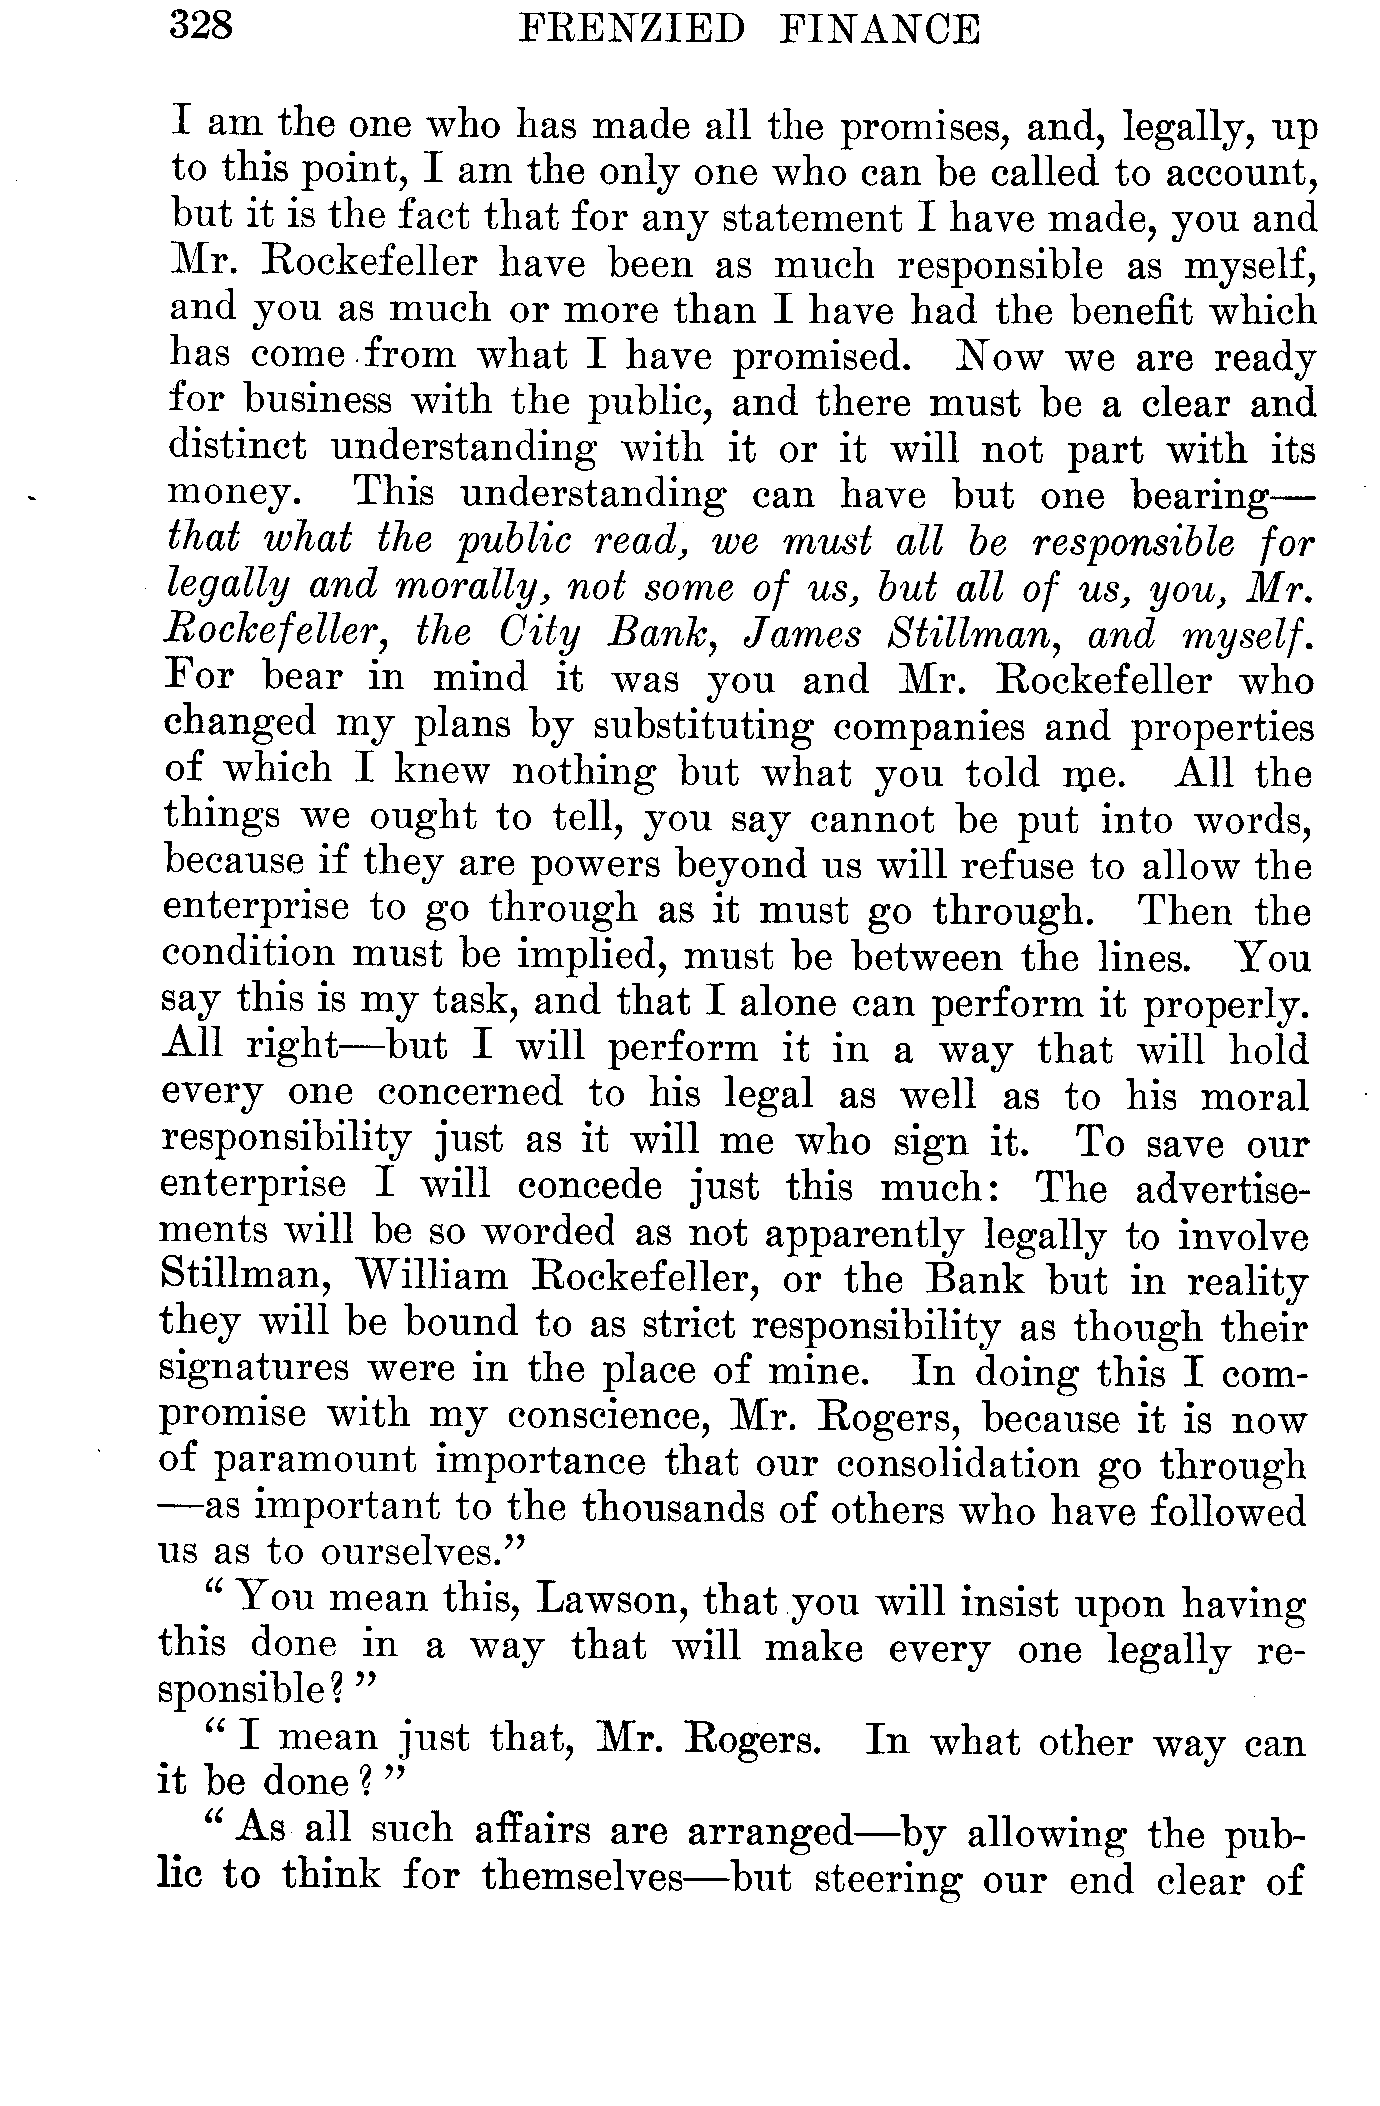 328 FRENZIED FINANCE
I am the one who has made all the promises, and, legally, up
to this point, I am the only one who can be called to account,
but it is the fact that for any statement I have made, you and
Mr. Rockefeller have been as much responsible as myself,
and you as much or more than I have had the benefit which
has come from what I have promised. Now we are ready
for business with the public, and there must be a clear and
distinct understanding with it or it will not part with its
money. This understanding can have but one bearing—
that what the public read, we must all be responsible for
legally and morally, not some of us, but all of us, you, Mr.
Rockefeller, the City Bank, James Stillman, and myself.
For bear in mind it was you and Mr. Rockefeller who
changed my plans by substituting companies and properties
of which I knew nothing but what you told me. All the
things we ought to tell, you say cannot be put into words,
because if they are powers beyond us will refuse to allow the
enterprise to go through as it must go through. Then the
condition must be implied, must be between the lines. You
say this is my task, and that I alone can perform it properly.
All right—but I will perform it in a way that will hold
every one concerned to his legal as well as to his moral
responsibility just as it will me who sign it. To save our
enterprise I will concede just this much: The advertise-
ments will be so worded as not apparently legally to involve
Stillman, William Rockefeller, or the Bank but in reality
they will be bound to as strict responsibility as though their
signatures were in the place of mine. In doing this I com-
promise with my conscience, Mr. Rogers, because it is now
of paramount importance that our consolidation go through
—as important to the thousands of others who have followed
us as to ourselves.”
“ You mean this, Lawson, that you will insist upon having
this done in a way that will make every one legally re-
sponsible? ”
“ I mean just that, Mr. Rogers. In what other way can
it be done? ”
“ As all such affairs are arranged—by allowing the pub-
lic to think for themselves—but steering our end clear of